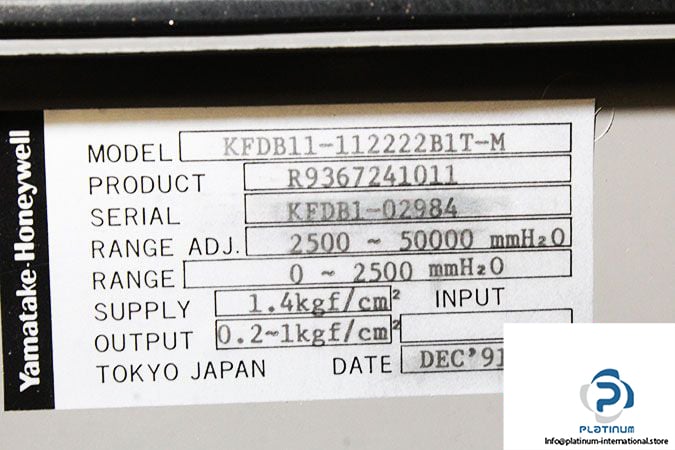 Yamatake-Honeywell
MODEL KFDB11-112222B1T-M
PRODUCT R9367241011
SERIAL KFDB1-02984
RANGE ADJ. 2500 ~ 50000 mmH₂O
RANGE 0 ~ 2500 mmH₂O
SUPPLY 1.4kgf/cm² INPUT
OUTPUT 0.2~1kgf/cm²
TOKYO JAPAN DATE DEC'91
PLATINUM
Info@platinum-international.store